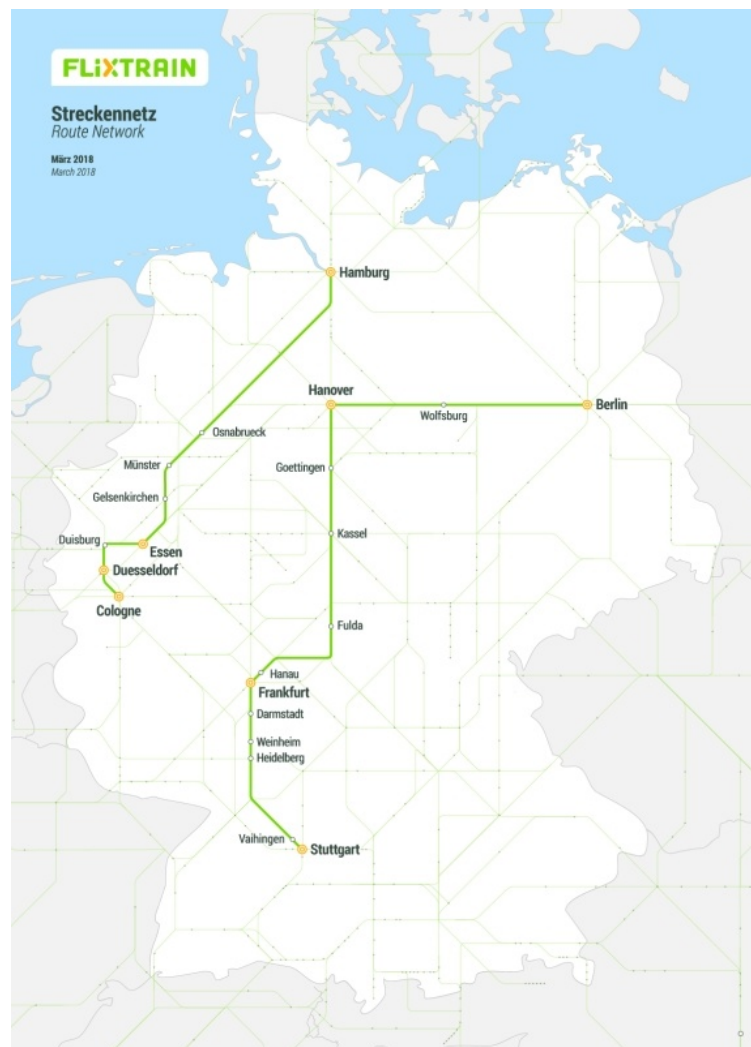 FLiXTRAIN
Streckennetz
Route Network
März 2018
March 2018
Hamburg
Hanover
Wolfsburg
Berlin
Osnabrueck
Münster
Goettingen
Gelsenkirchen
Kassel
Duisburg
Essen
Duesseldorf
Cologne
Fulda
Hanau
Frankfurt
Darmstadt
Weinheim
Heidelberg
Vaihingen
Stuttgart